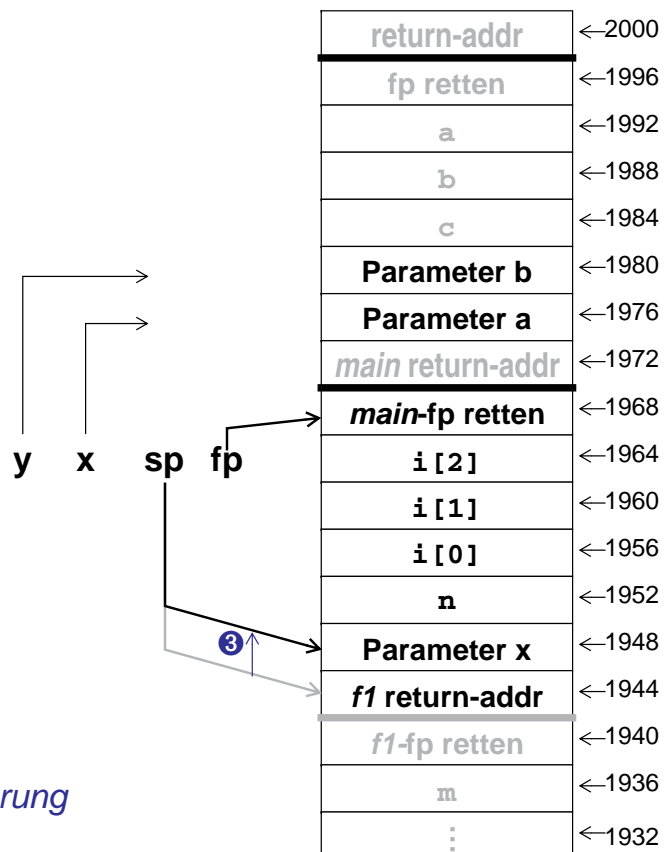 return-addr ←2000
fp retten ←1996
a ←1992
b ←1988
c ←1984
Parameter b ←1980
Parameter a ←1976
main return-addr ←1972
main-fp retten ←1968
y x sp fp i[2] ←1964
i[1] ←1960
i[0] ←1956
n ←1952
❸ Parameter x ←1948
f1 return-addr ←1944
f1-fp retten ←1940
rung m ←1936
⋮ ←1932